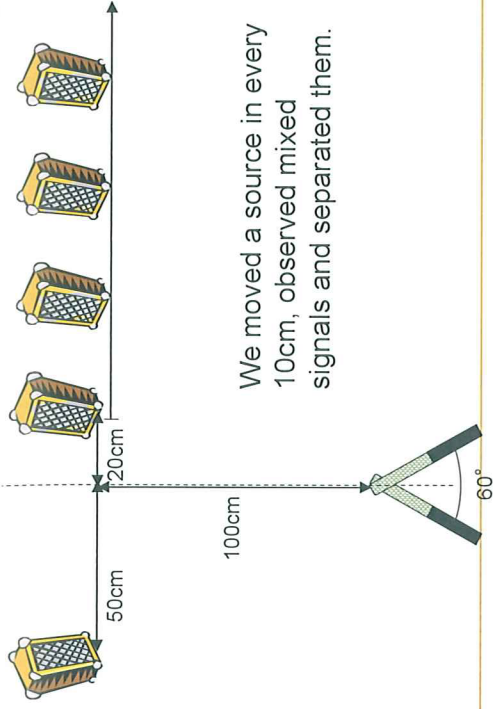 We moved a source in every
10cm, observed mixed
signals and separated them.
50cm
20cm
100cm
60°